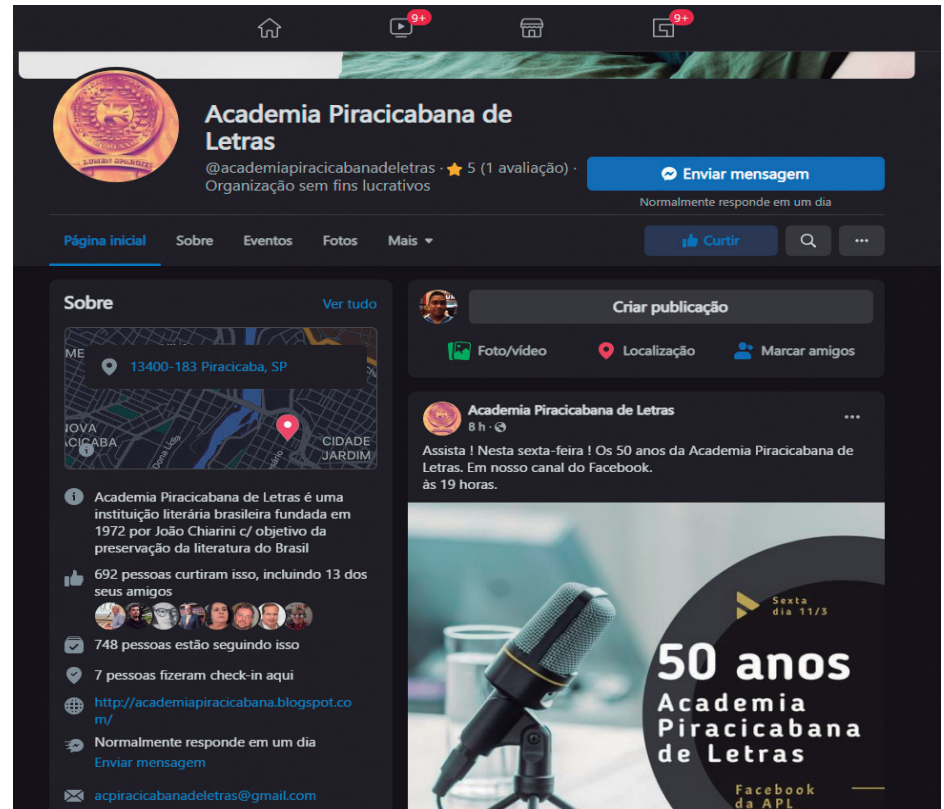 9+
9+
Academia Piracicabana de
Letras
@academiapiracicabanadeletras · 5 (1 avaliação) ·
Organização sem fins lucrativos
Enviar mensagem
Normalmente responde em um dia
Página inicial
Sobre
Eventos
Fotos
Mais
Curtir
Sobre
Ver tudo
13400-183 Piracicaba, SP
NOVA
CIDADE
JARDIM
Academia Piracicabana de Letras é uma
instituição literária brasileira fundada em
1972 por João Chiarini c/ objetivo da
preservação da literatura do Brasil
692 pessoas curtiram isso, incluindo 13 dos
seus amigos
748 pessoas estão seguindo isso
7 pessoas fizeram check-in aqui
http://academiapiracicabana.blogspot.co
m/
Normalmente responde em um dia
Enviar mensagem
acpiracicabanadeletras@gmail.com
Criar publicação
Foto/vídeo
Localização
Marcar amigos
Academia Piracicabana de Letras
8 h ·
Assista ! Nesta sexta-feira ! Os 50 anos da Academia Piracicabana de
Letras. Em nosso canal do Facebook.
às 19 horas.
Sexta
dia 11/3
50 anos
Academia
Piracicabana
de Letras
Facebook
da APL